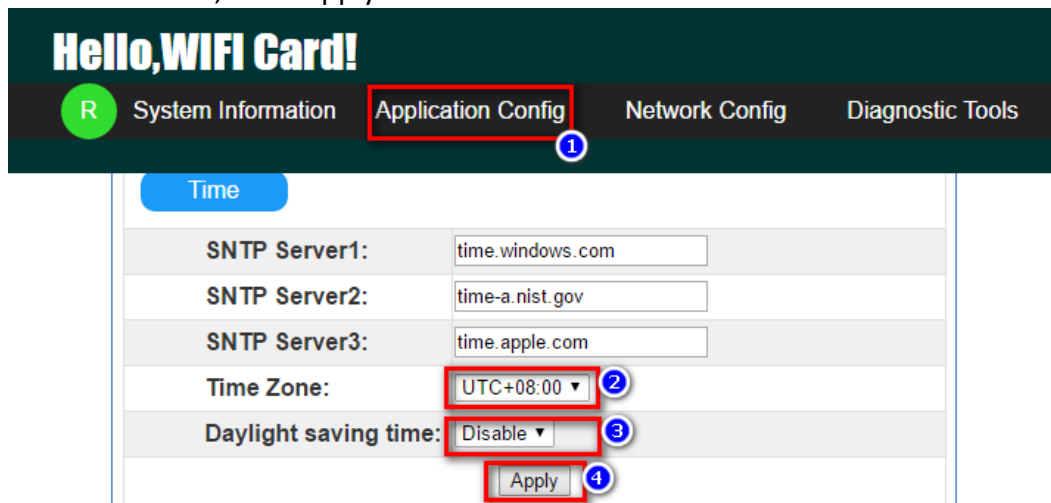 Hello,WIFI Card!
R System Information Application Config Network Config Diagnostic Tools
1
Time
SNTP Server1: time.windows.com
SNTP Server2: time-a.nist.gov
SNTP Server3: time.apple.com
Time Zone: UTC+08:00 ▼ 2
Daylight saving time: Disable ▼ 3
Apply 4